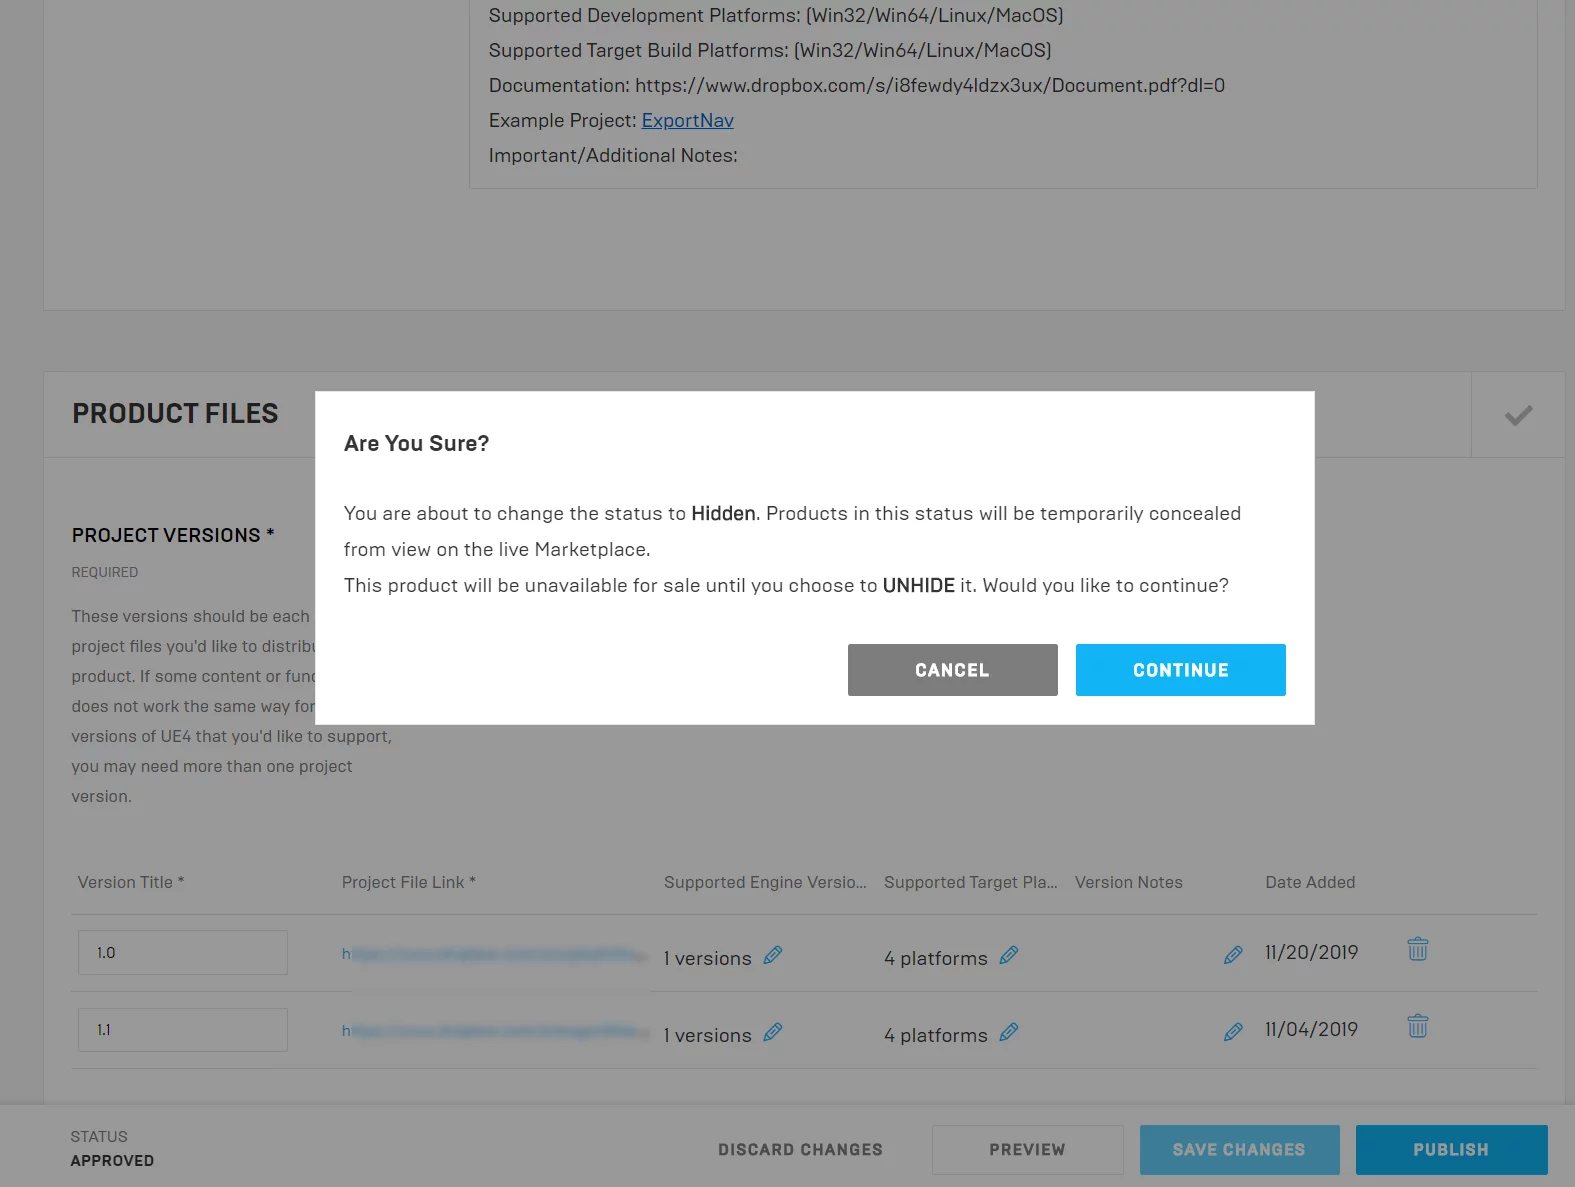 Supported Development Platforms: (Win32/Win64/Linux/MacOS)
Supported Target Build Platforms: (Win32/Win64/Linux/MacOS)
Documentation: https://www.dropbox.com/s/i8fewdy4ldzx3ux/Document.pdf?dl=0
Example Project: ExportNav
Important/Additional Notes:
PRODUCT FILES
Are You Sure?
You are about to change the status to Hidden. Products in this status will be temporarily concealed
from view on the live Marketplace.
This product will be unavailable for sale until you choose to UNHIDE it. Would you like to continue?
CANCEL
CONTINUE
PROJECT VERSIONS *
REQUIRED
These versions should be each
project files you'd like to
product. If some content or
does not work the same way for
versions of UE4 that you'd like to support,
you may need more than one project
version.
Version Title * Project File Link * Supported Engine Versio... Supported Target Pla... Version Notes Date Added
1.0 1 versions 4 platforms 11/20/2019
1.1 1 versions 4 platforms 11/04/2019
STATUS
APPROVED
DISCARD CHANGES
PREVIEW
SAVE CHANGES
PUBLISH